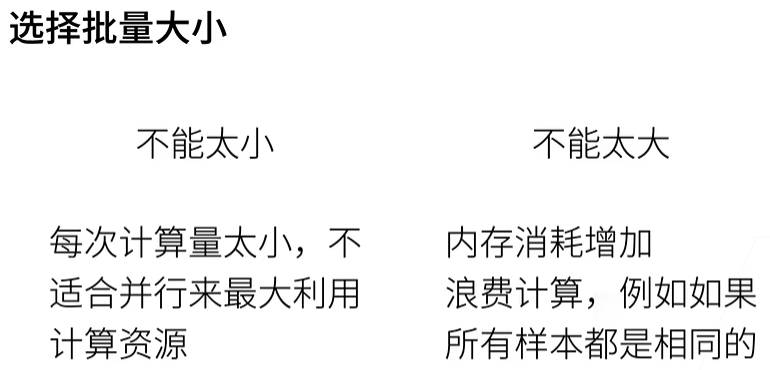 选择批量大小
不能太小
每次计算量太小，不
适合并行来最大利用
计算资源
不能太大
内存消耗增加
浪费计算，例如如果
所有样本都是相同的